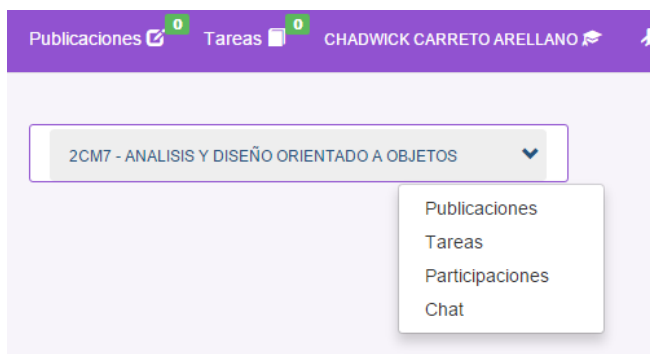 Publicaciones 0 Tareas 0 CHADWICK CARRETO ARELLANO
2CM7 - ANALISIS Y DISEÑO ORIENTADO A OBJETOS
Publicaciones
Tareas
Participaciones
Chat